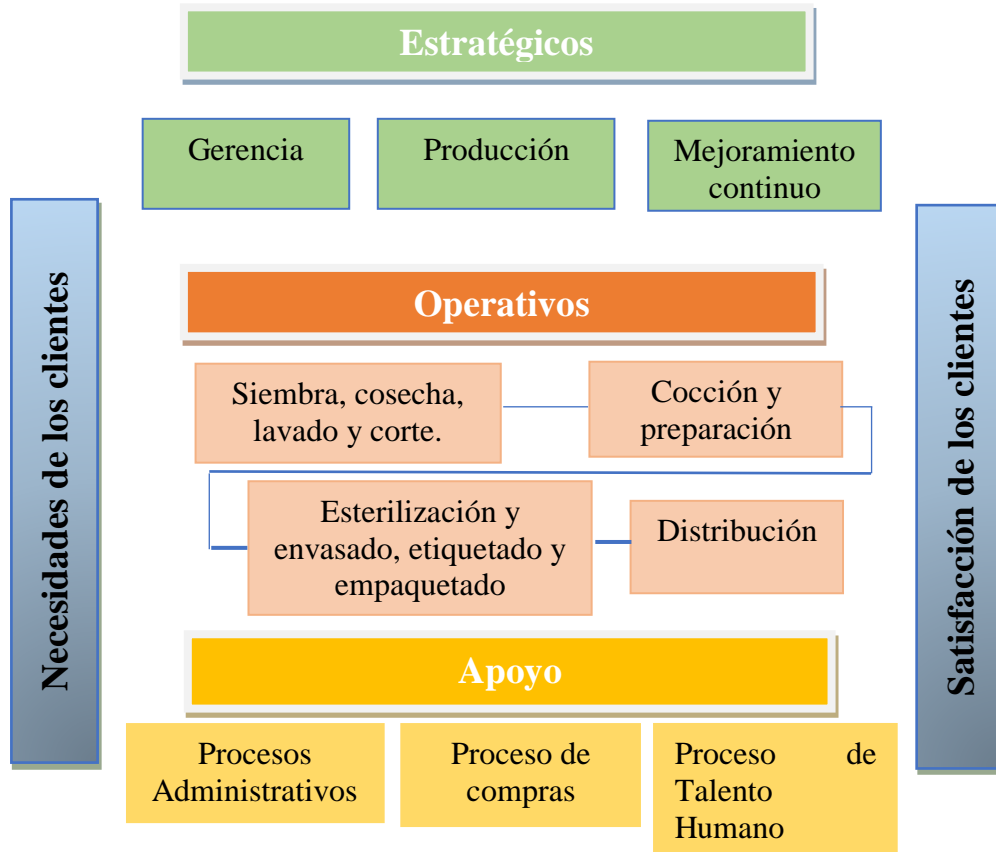 Estratégicos
Gerencia
Producción
Mejoramiento
continuo
Necesidades de los clientes
Operativos
Siembra, cosecha,
lavado y corte.
Cocción y
preparación
Esterilización y
envasado, etiquetado y
empaquetado
Distribución
Satisfacción de los clientes
Apoyo
Procesos
Administrativos
Proceso de
compras
Proceso de
Talento
Humano